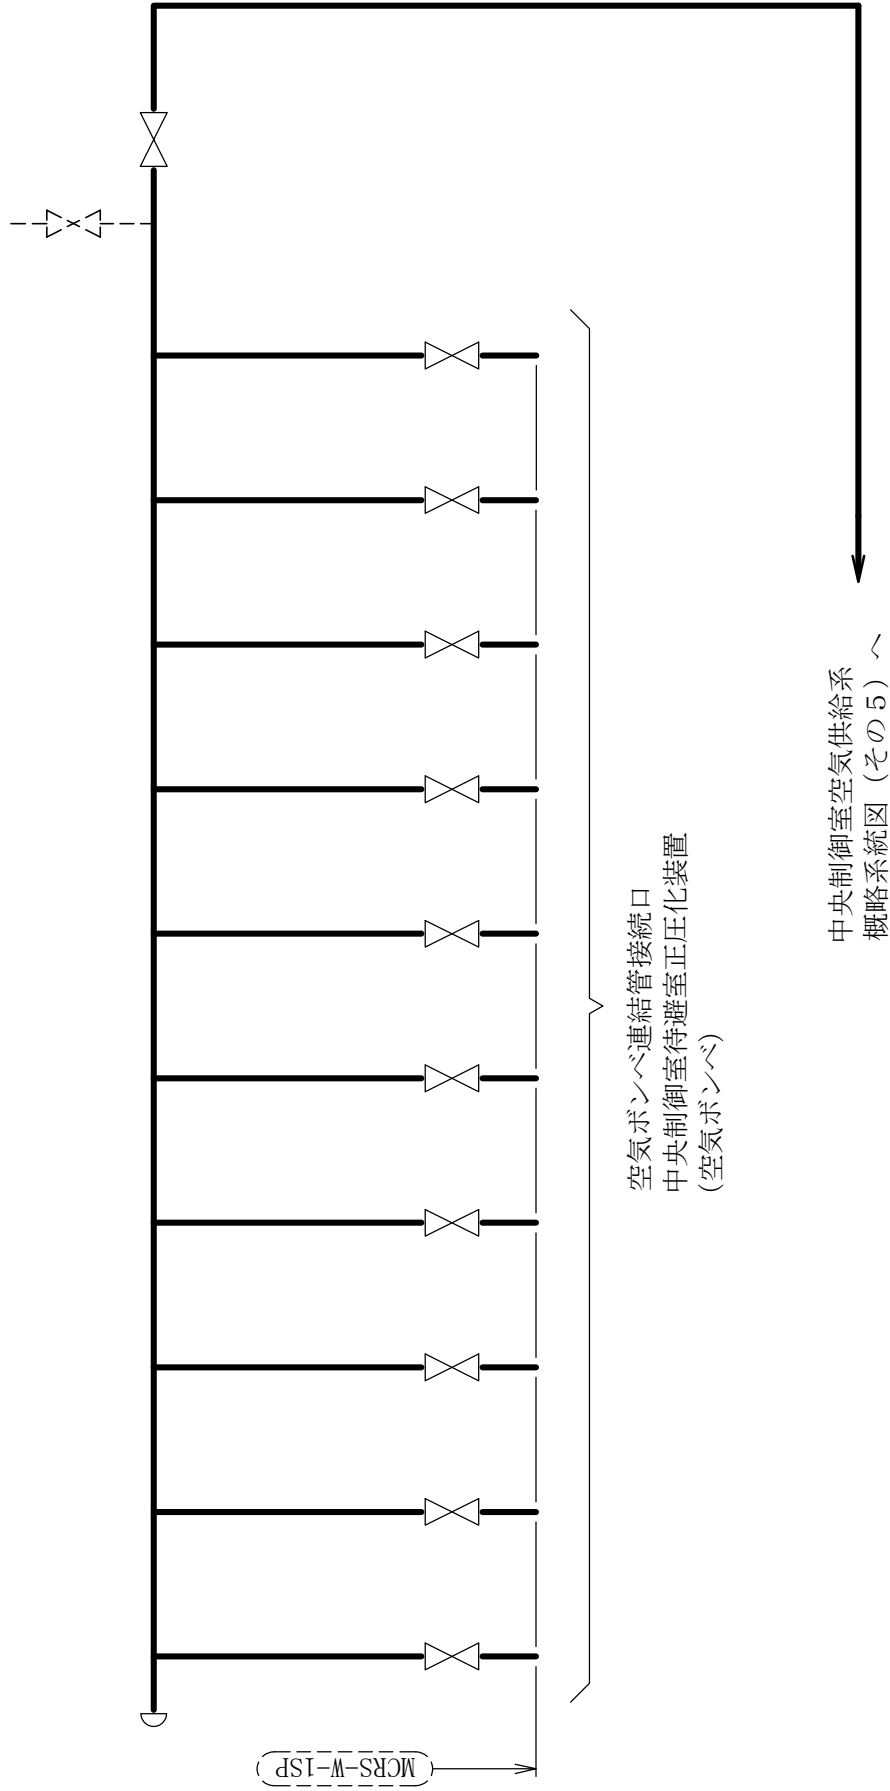 空気ボンベ連結管接続口
中央制御室待避室正圧化装置
(空気ボンベ)
中央制御室空気供給系
概略系統図（その５）へ
MCRS-W-1SP